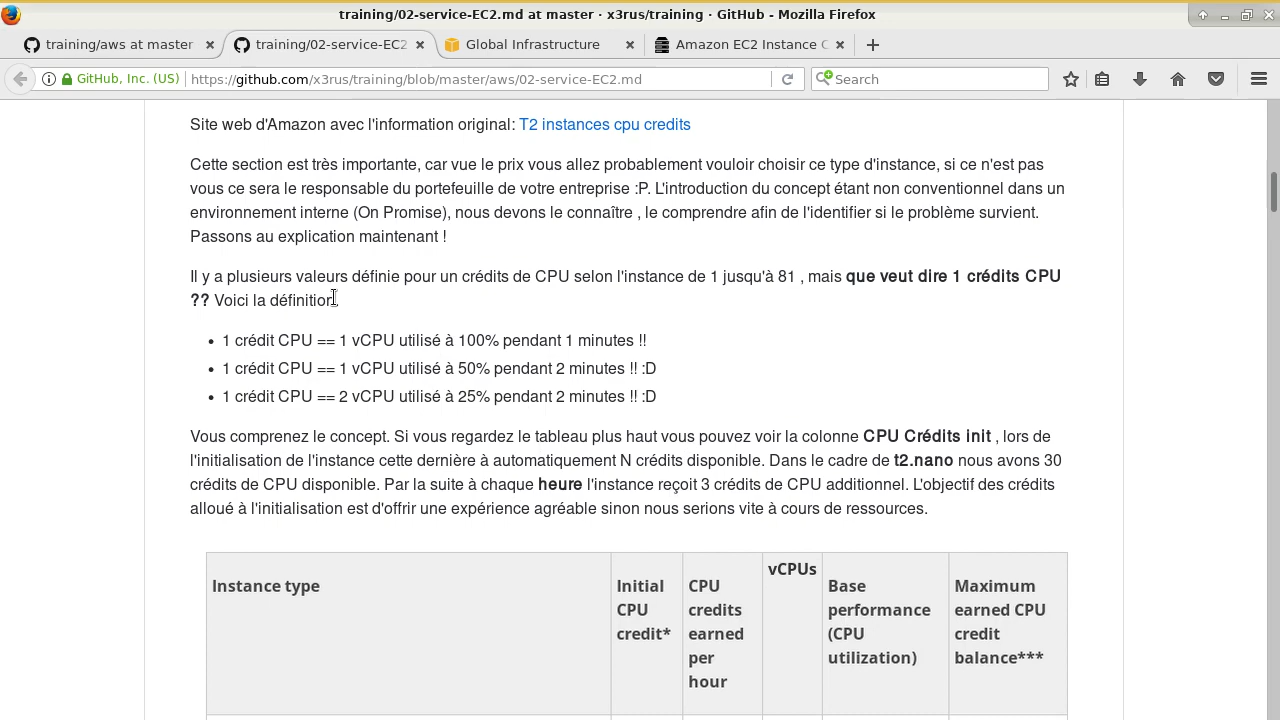 training/02-service-EC2.md at master · x3rus/training · GitHub - Mozilla Firefox
training/aws at master
training/02-service-EC2
Global Infrastructure
Amazon EC2 Instance C
GitHub, Inc. (US)
https://github.com/x3rus/training/blob/master/aws/02-service-EC2.md
Search
Site web d'Amazon avec l'information original: T2 instances cpu credits
Cette section est très importante, car vue le prix vous allez probablement vouloir choisir ce type d'instance, si ce n'est pas
vous ce sera le responsable du portefeuille de votre entreprise :P. L'introduction du concept étant non conventionnel dans un
environnement interne (On Promise), nous devons le connaître , le comprendre afin de l'identifier si le problème survient.
Passons au explication maintenant !
Il y a plusieurs valeurs définie pour un crédits de CPU selon l'instance de 1 jusqu'à 81 , mais que veut dire 1 crédits CPU
?? Voici la définition:
• 1 crédit CPU == 1 vCPU utilisé à 100% pendant 1 minutes !!
• 1 crédit CPU == 1 vCPU utilisé à 50% pendant 2 minutes !! :D
• 1 crédit CPU == 2 vCPU utilisé à 25% pendant 2 minutes !! :D
Vous comprenez le concept. Si vous regardez le tableau plus haut vous pouvez voir la colonne CPU Crédits init , lors de
l'initialisation de l'instance cette dernière à automatiquement N crédits disponible. Dans le cadre de t2.nano nous avons 30
crédits de CPU disponible. Par la suite à chaque heure l'instance reçoit 3 crédits de CPU additionnel. L'objectif des crédits
alloué à l'initialisation est d'offrir une expérience agréable sinon nous serions vite à cours de ressources.
Instance type
Initial
CPU
credit*
CPU
credits
earned
per
hour
vCPUs
Base
performance
(CPU
utilization)
Maximum
earned CPU
credit
balance***